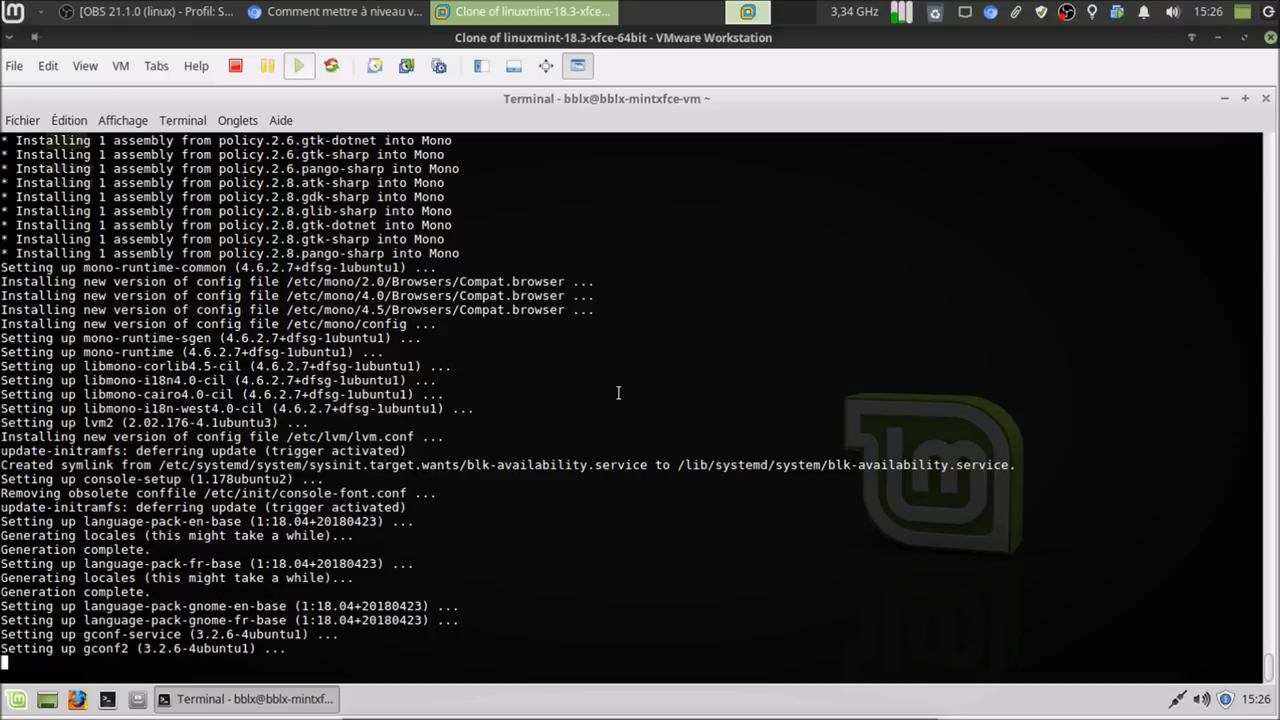 [OBS 21.1.0 (linux) - Profil: S... Comment mettre à niveau v... Clone of linuxmint-18.3-xfce... 3,34 GHz 15:26
Clone of linuxmint-18.3-xfce-64bit - VMware Workstation
File Edit View VM Tabs Help
Terminal - bblx@bblx-mintxfce-vm ~
Fichier Édition Affichage Terminal Onglets Aide
* Installing 1 assembly from policy.2.6.gtk-dotnet into Mono
* Installing 1 assembly from policy.2.6.gtk-sharp into Mono
* Installing 1 assembly from policy.2.6.pango-sharp into Mono
* Installing 1 assembly from policy.2.8.atk-sharp into Mono
* Installing 1 assembly from policy.2.8.gdk-sharp into Mono
* Installing 1 assembly from policy.2.8.glib-sharp into Mono
* Installing 1 assembly from policy.2.8.gtk-dotnet into Mono
* Installing 1 assembly from policy.2.8.gtk-sharp into Mono
* Installing 1 assembly from policy.2.8.pango-sharp into Mono
Setting up mono-runtime-common (4.6.2.7+dfsg-1ubuntu1) ...
Installing new version of config file /etc/mono/2.0/Browsers/Compat.browser ...
Installing new version of config file /etc/mono/4.0/Browsers/Compat.browser ...
Installing new version of config file /etc/mono/4.5/Browsers/Compat.browser ...
Installing new version of config file /etc/mono/config ...
Setting up mono-runtime-sgen (4.6.2.7+dfsg-1ubuntu1) ...
Setting up mono-runtime (4.6.2.7+dfsg-1ubuntu1) ...
Setting up libmono-corlib4.5-cil (4.6.2.7+dfsg-1ubuntu1) ...
Setting up libmono-i18n4.0-cil (4.6.2.7+dfsg-1ubuntu1) ...
Setting up libmono-cairo4.0-cil (4.6.2.7+dfsg-1ubuntu1) ...
Setting up libmono-i18n-west4.0-cil (4.6.2.7+dfsg-1ubuntu1) ...
Setting up lvm2 (2.02.176-4.1ubuntu3) ...
Installing new version of config file /etc/lvm/lvm.conf ...
update-initramfs: deferring update (trigger activated)
Created symlink from /etc/systemd/system/sysinit.target.wants/blk-availability.service to /lib/systemd/system/blk-availability.service.
Setting up console-setup (1.178ubuntu2) ...
Removing obsolete conffile /etc/init/console-font.conf ...
update-initramfs: deferring update (trigger activated)
Setting up language-pack-en-base (1:18.04+20180423) ...
Generating locales (this might take a while)...
Generation complete.
Setting up language-pack-fr-base (1:18.04+20180423) ...
Generating locales (this might take a while)...
Generation complete.
Setting up language-pack-gnome-en-base (1:18.04+20180423) ...
Setting up language-pack-gnome-fr-base (1:18.04+20180423) ...
Setting up gconf-service (3.2.6-4ubuntu1) ...
Setting up gconf2 (3.2.6-4ubuntu1) ...
Terminal - bblx@bblx-mintxf... 15:26